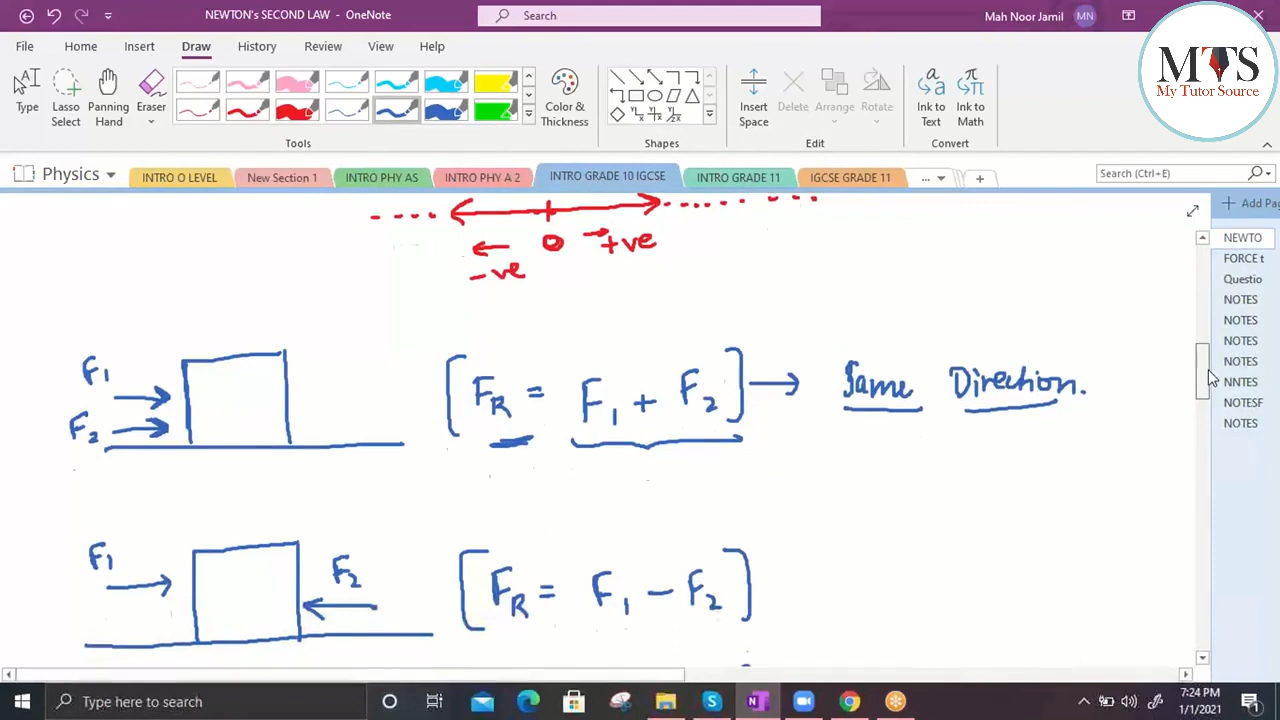 NEWTON's SECOND LAW - OneNote
Search
Mah Noor Jamil
MN
MTS
My Tutor Source
File
Home
Insert
Draw
History
Review
View
Help
Type
Lasso Select
Panning Hand
Eraser
Color & Thickness
Insert Space
Delete
Arrange
Rotate
Ink to Text
Ink to Math
Tools
Shapes
Edit
Convert
Physics
INTRO O LEVEL
New Section 1
INTRO PHY AS
INTRO PHY A 2
INTRO GRADE 10 IGCSE
INTRO GRADE 11
IGCSE GRADE 11
...
Search (Ctrl+E)
Add Pag
NEWTO
FORCE t
Questio
NOTES
NOTES
NOTES
NOTES
NNTES
NOTESF
NOTES
0 +ve
-ve
F1
F2
[FR = F1 + F2] → Same Direction.
F1
F2
[FR = F1 - F2]
Type here to search
7:24 PM
1/1/2021